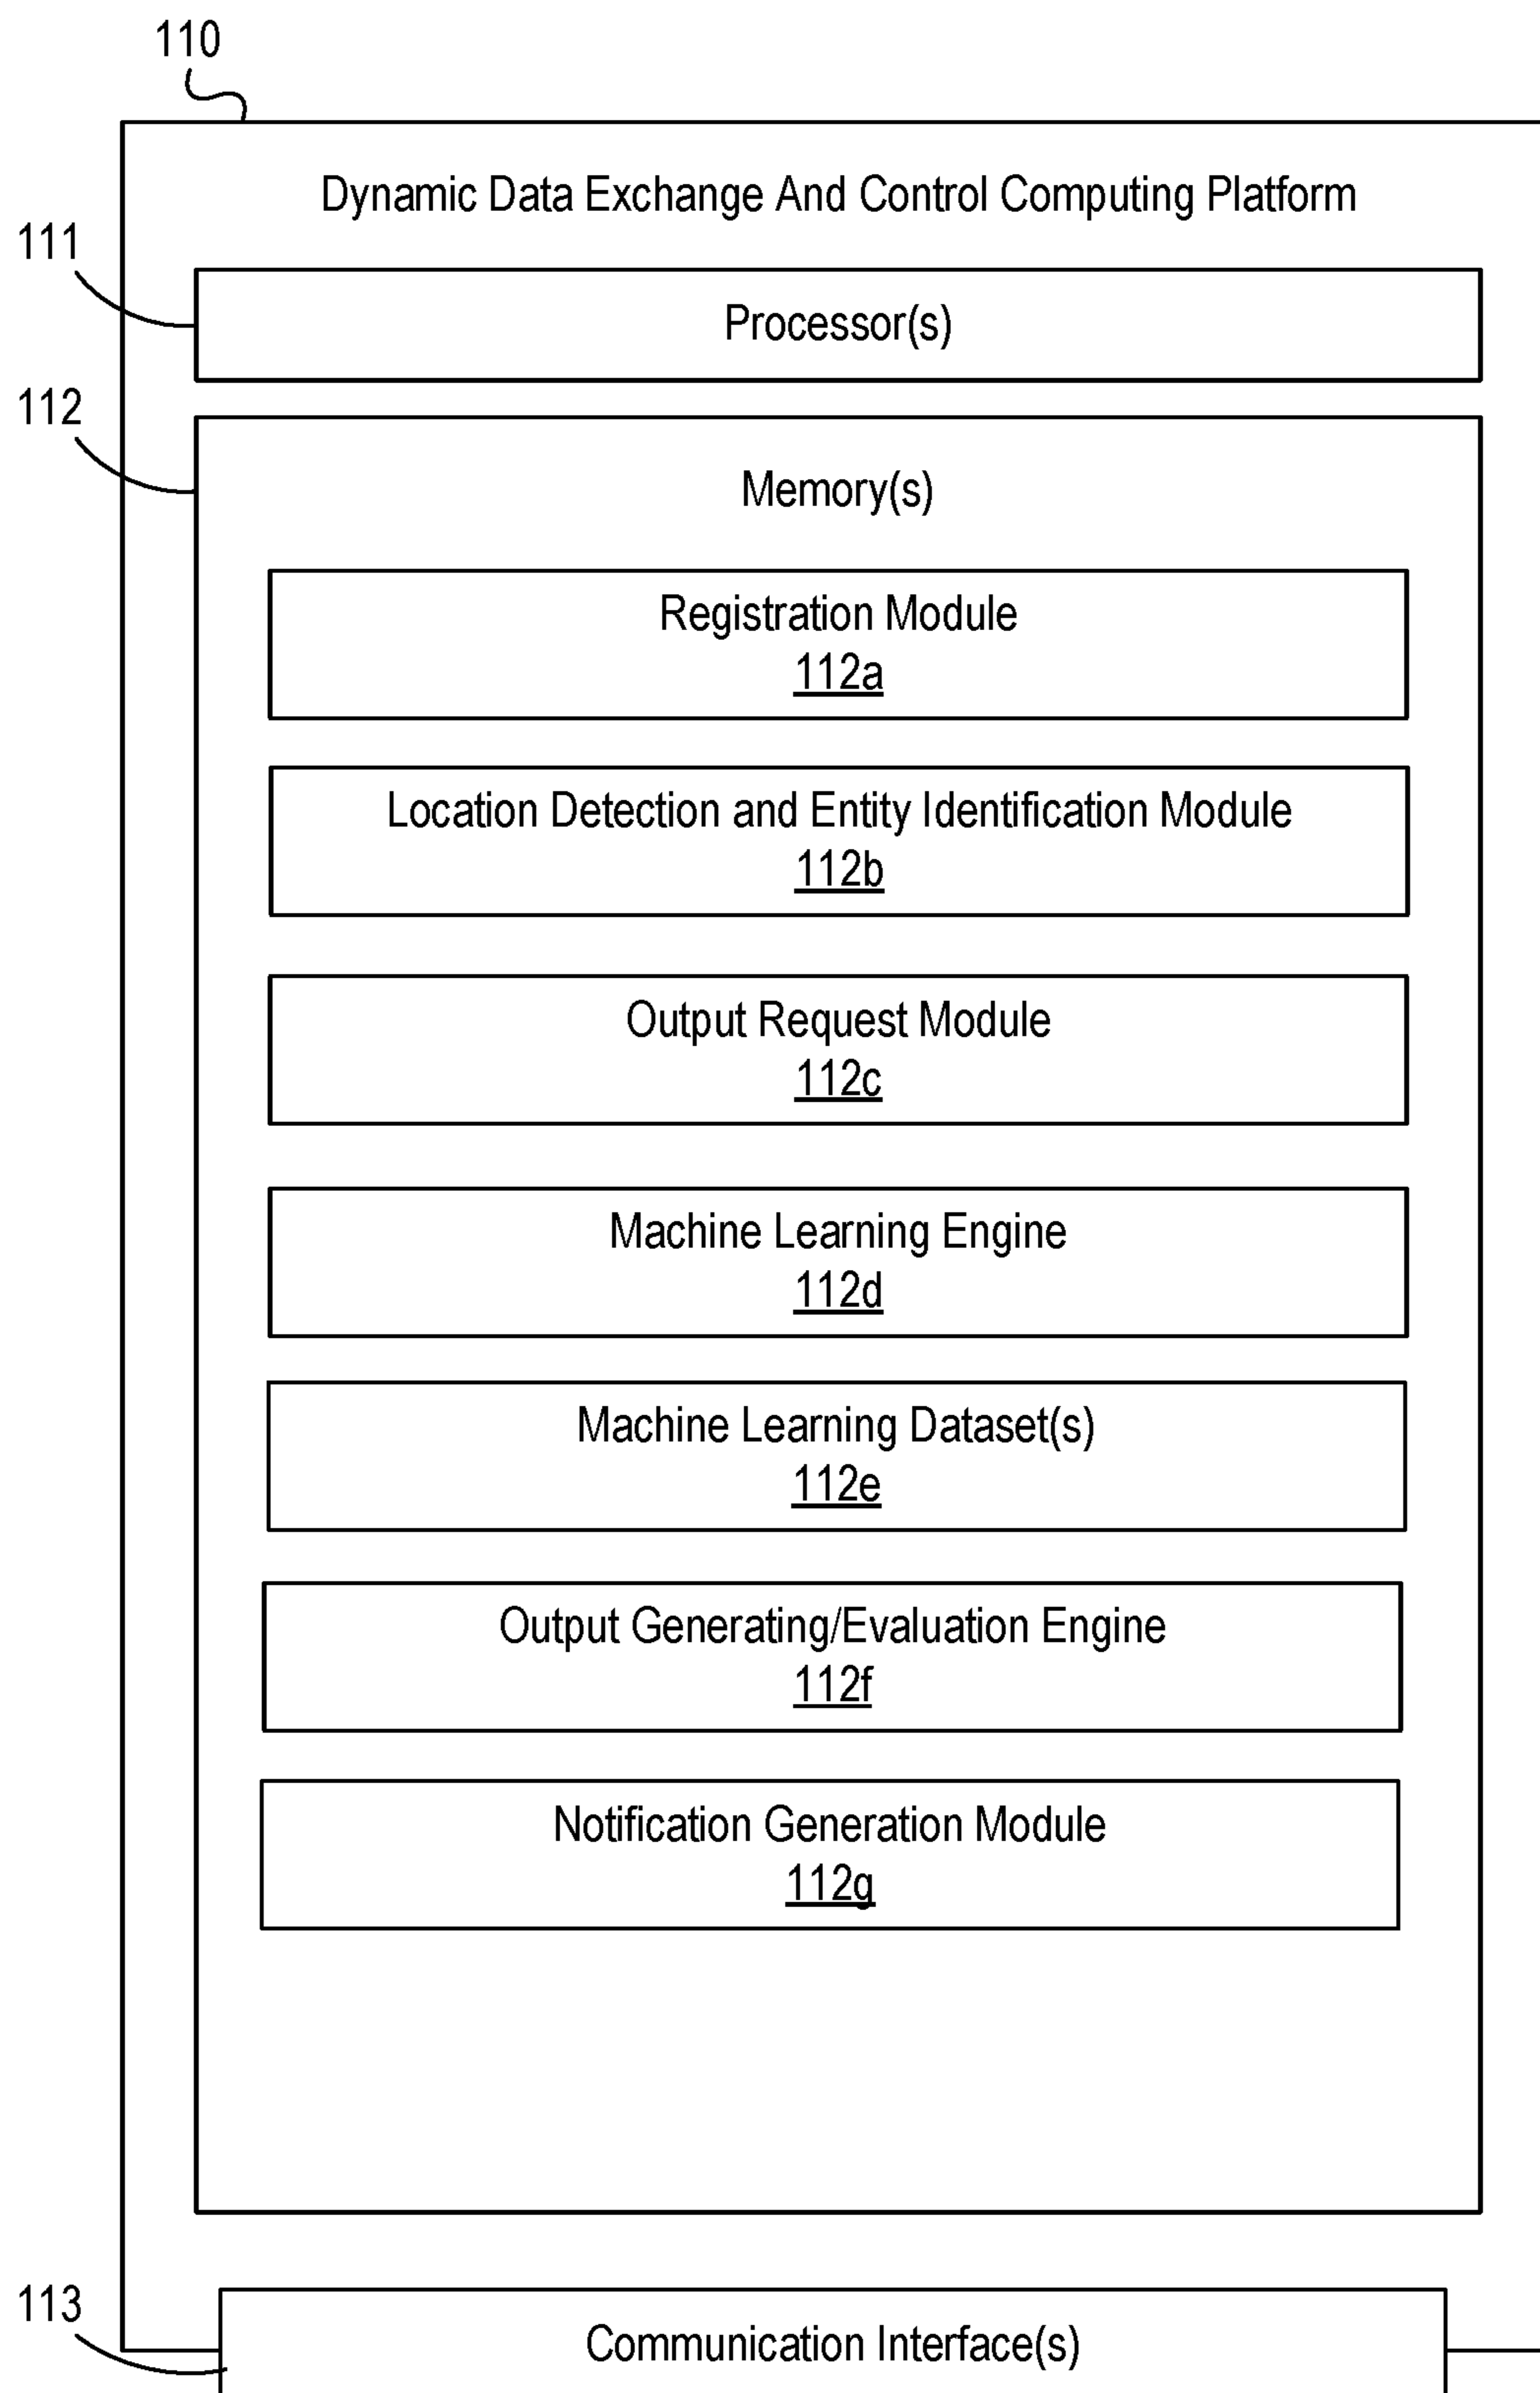 110
Dynamic Data Exchange And Control Computing Platform
111
Processor(s)
112
Memory(s)
Registration Module
112a
Location Detection and Entity Identification Module
112b
Output Request Module
112c
Machine Learning Engine
112d
Machine Learning Dataset(s)
112e
Output Generating/Evaluation Engine
112f
Notification Generation Module
112g
113
Communication Interface(s)